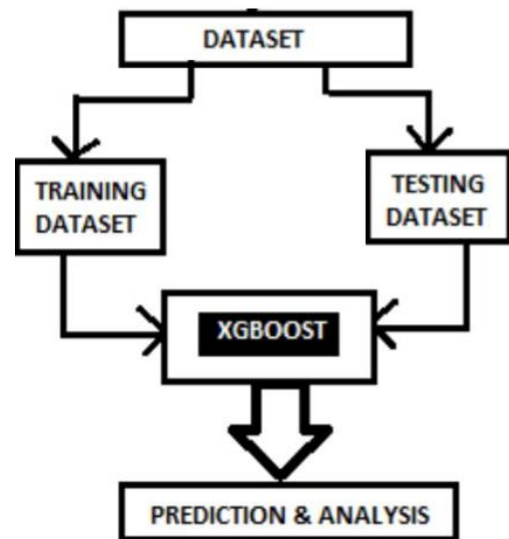 DATASET
TRAINING
DATASET
TESTING
DATASET
XGBOOST
PREDICTION & ANALYSIS